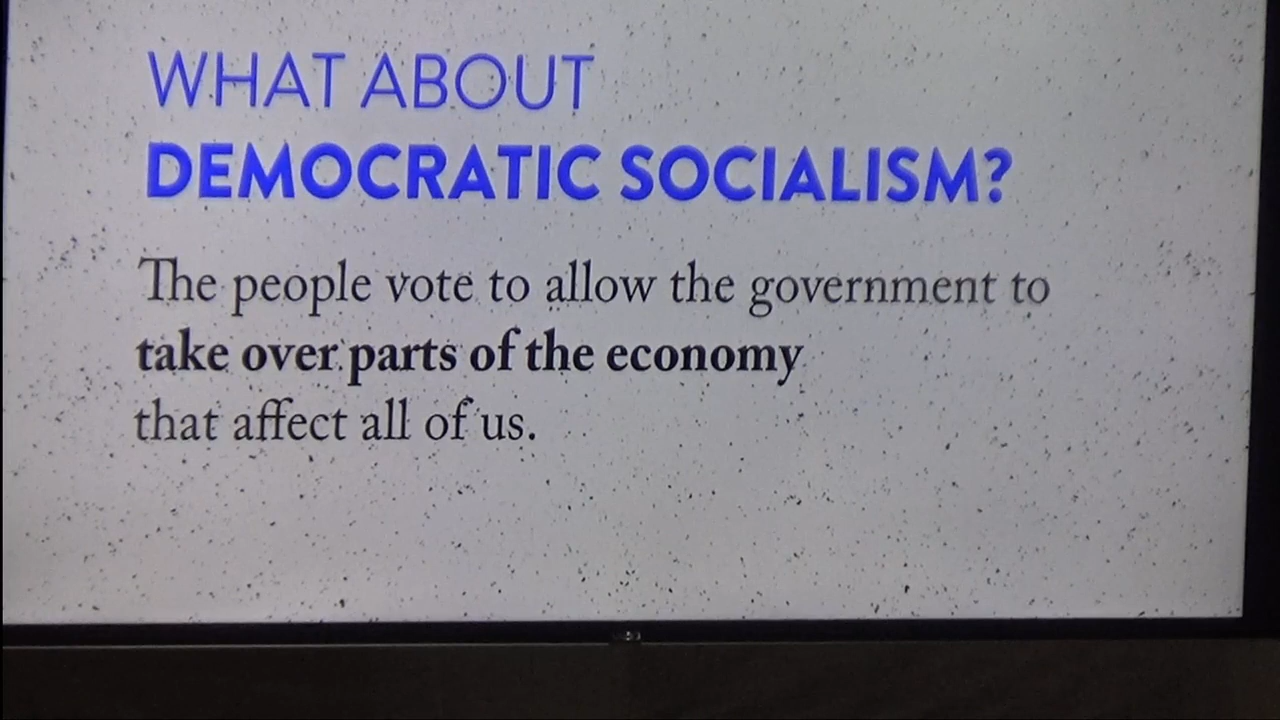 WHAT ABOUT
DEMOCRATIC SOCIALISM?
The people vote to allow the government to
take over parts of the economy
that affect all of us.